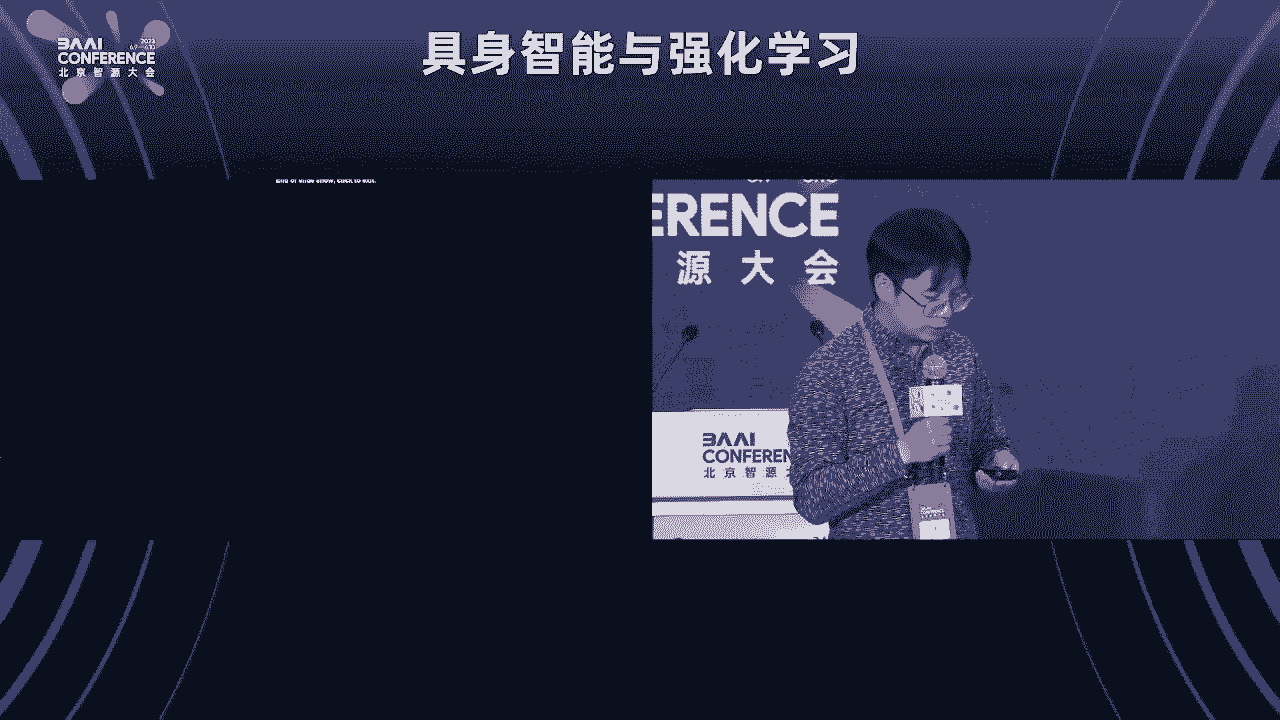 BAAI 2023
6.9—6.10
CONFERENCE
北京智源大会
具身智能与强化学习
End of slide show, click to exit.
ERENCE
源大会
BAAI
CONFEREN
北京智源